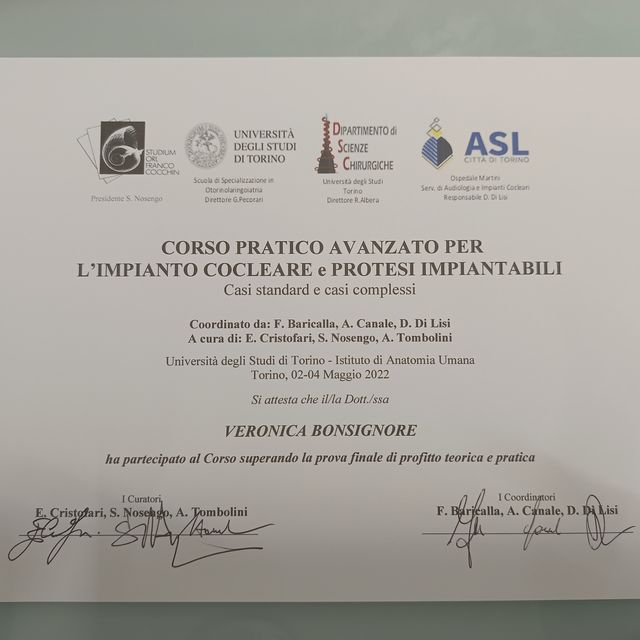 STUDIUM
ORL
FRANCO
COCCHIN
Presidente S. Nosengo
UNIVERSITÀ
DEGLI STUDI
DI TORINO
Scuola di Specializzazione in
Otorinolaringoiatria
Direttore G.Pecorari
DIPARTIMENTO di
SCIENZE
CHIRURGICHE
Università degli Studi
Torino
Direttore R.Albera
ASL
CITTÀ DI TORINO
Ospedale Martini
Serv. di Audiologia e Impianti Cocleari
Responsabile D. Di Lisi
CORSO PRATICO AVANZATO PER
L'IMPIANTO COCLEARE e PROTESI IMPIANTABILI
Casi standard e casi complessi
Coordinato da: F. Baricalla, A. Canale, D. Di Lisi
A cura di: E. Cristofari, S. Nosengo, A. Tombolini
Università degli Studi di Torino - Istituto di Anatomia Umana
Torino, 02-04 Maggio 2022
Si attesta che il/la Dott./ssa
VERONICA BONSIGNORE
ha partecipato al Corso superando la prova finale di profitto teorica e pratica
I Curatori
E. Cristofari, S. Nosengo, A. Tombolini
I Coordinatori
F. Baricalla, A. Canale, D. Di Lisi